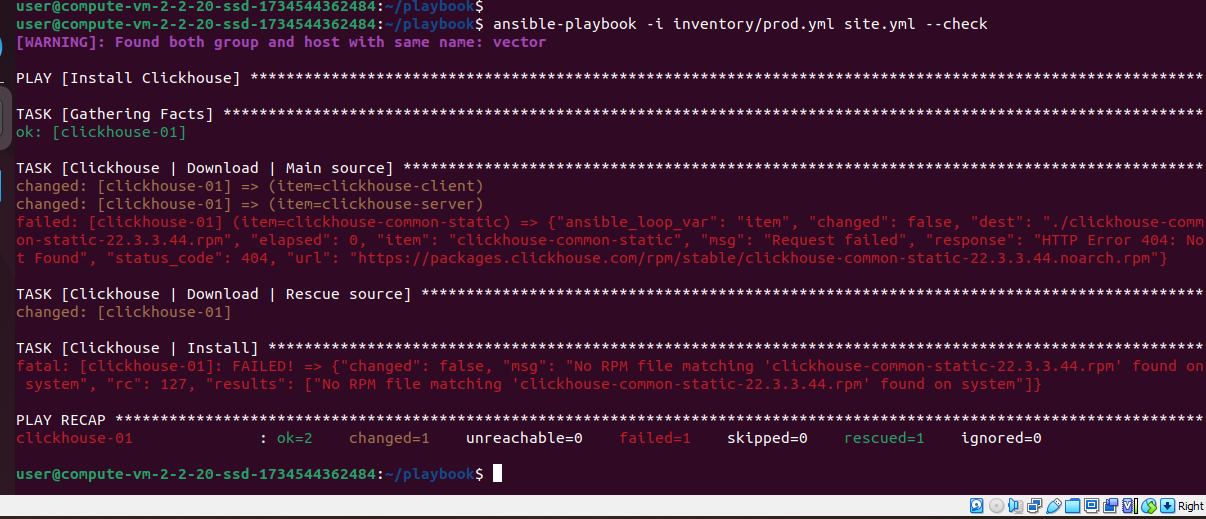 user@compute-vm-2-2-20-ssd-1734544362484:~/playbook$
user@compute-vm-2-2-20-ssd-1734544362484:~/playbook$ ansible-playbook -i inventory/prod.yml site.yml --check
[WARNING]: Found both group and host with same name: vector
PLAY [Install Clickhouse] **********************************************************************************************************
TASK [Gathering Facts] *************************************************************************************************************
ok: [clickhouse-01]
TASK [Clickhouse | Download | Main source] *****************************************************************************************
changed: [clickhouse-01] => (item=clickhouse-client)
changed: [clickhouse-01] => (item=clickhouse-server)
failed: [clickhouse-01] (item=clickhouse-common-static) => {"ansible_loop_var": "item", "changed": false, "dest": "./clickhouse-comm
on-static-22.3.3.44.rpm", "elapsed": 0, "item": "clickhouse-common-static", "msg": "Request failed", "response": "HTTP Error 404: No
t Found", "status_code": 404, "url": "https://packages.clickhouse.com/rpm/stable/clickhouse-common-static-22.3.3.44.noarch.rpm"}
TASK [Clickhouse | Download | Rescue source] ***************************************************************************************
changed: [clickhouse-01]
TASK [Clickhouse | Install] ********************************************************************************************************
fatal: [clickhouse-01]: FAILED! => {"changed": false, "msg": "No RPM file matching 'clickhouse-common-static-22.3.3.44.rpm' found on
 system", "rc": 127, "results": ["No RPM file matching 'clickhouse-common-static-22.3.3.44.rpm' found on system"]}
PLAY RECAP *************************************************************************************************************************
clickhouse-01              : ok=2    changed=1    unreachable=0    failed=1    skipped=0    rescued=1    ignored=0
user@compute-vm-2-2-20-ssd-1734544362484:~/playbook$
Right